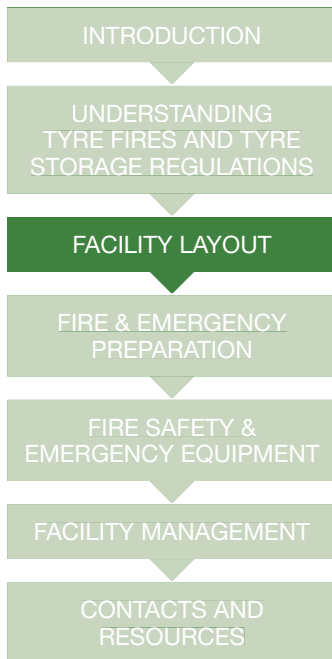 INTRODUCTION
UNDERSTANDING
TYRE FIRES AND TYRE
STORAGE REGULATIONS
FACILITY LAYOUT
FIRE & EMERGENCY
PREPARATION
FIRE SAFETY &
EMERGENCY EQUIPMENT
FACILITY MANAGEMENT
CONTACTS AND
RESOURCES